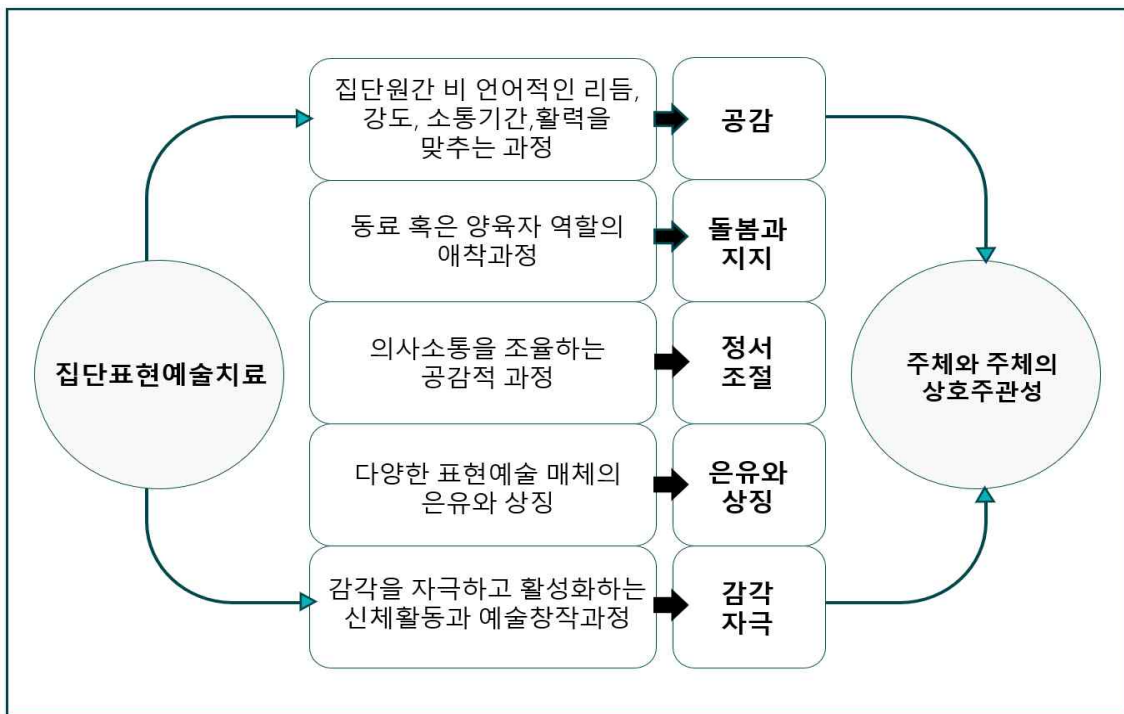 집단표현예술치료
집단원간 비 언어적인 리듬,
강도, 소통기간,활력을
맞추는 과정
공감
동료 혹은 양육자 역할의
애착과정
돌봄과
지지
의사소통을 조율하는
공감적 과정
정서
조절
다양한 표현예술 매체의
은유와 상징
은유와
상징
감각을 자극하고 활성화하는
신체활동과 예술창작과정
감각
자극
주체와 주체의
상호주관성